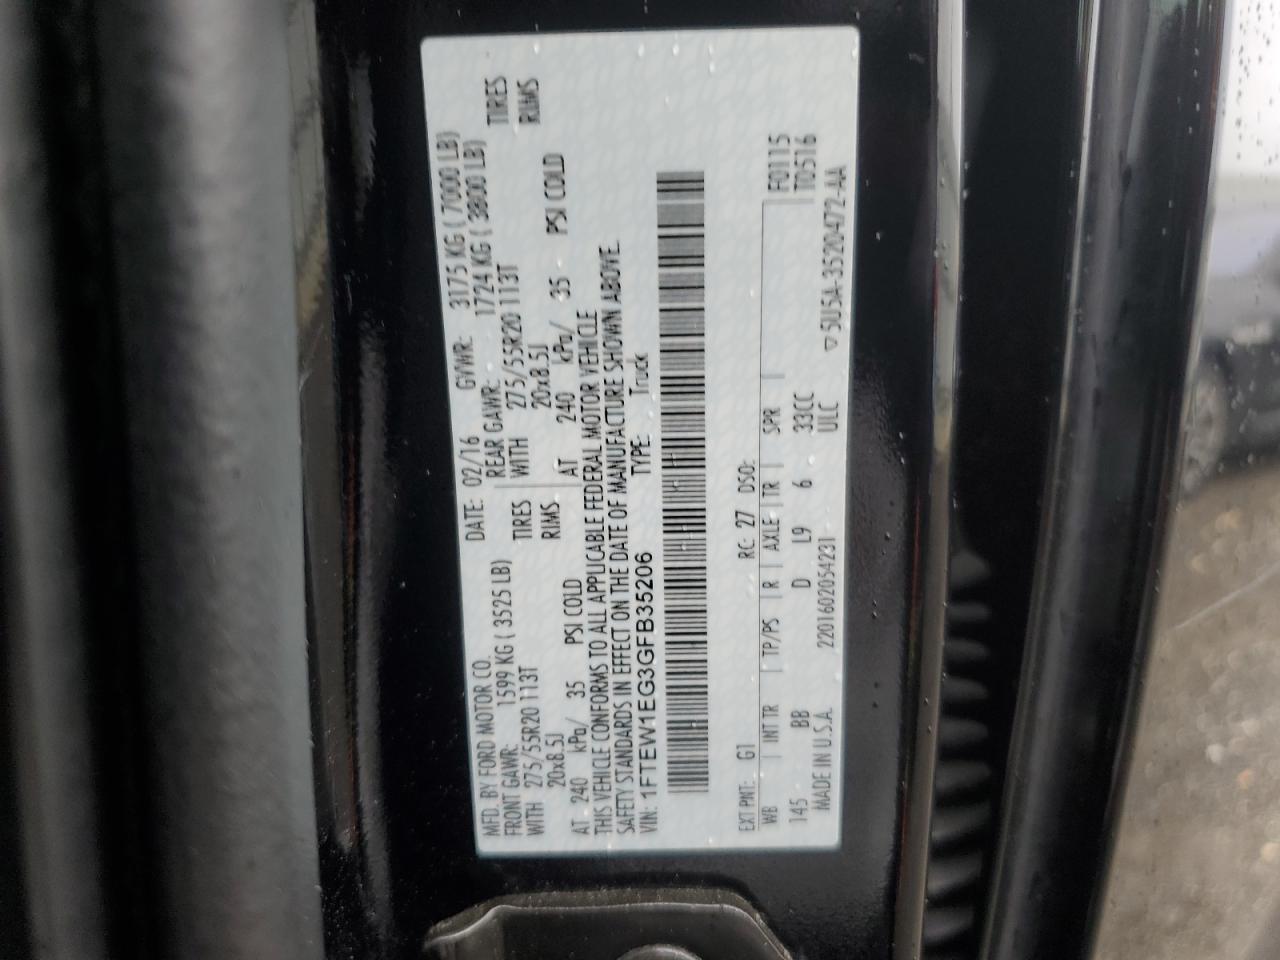 MFD. BY FORD MOTOR CO. DATE: 02/16 GVWR: 3175 KG ( 7000 LB)
FRONT GAWR: 1599 KG ( 3525 LB) REAR GAWR: 1724 KG ( 3800 LB)
WITH 275/55R20 113T TIRES WITH 275/55R20 113T TIRES
20x8.5J RIMS 20x8.5J RIMS
AT 240 kPa/ 35 PSI COLD AT 240 kPa/ 35 PSI COLD
THIS VEHICLE CONFORMS TO ALL APPLICABLE FEDERAL MOTOR VEHICLE
SAFETY STANDARDS IN EFFECT ON THE DATE OF MANUFACTURE SHOWN ABOVE.
VIN: 1FTEW1EG3GFB35206 TYPE: Truck
EXT PNT: G1 RC: 27 DSO:
WB INT TR TP/PS R AXLE TR SPR F0115
145 BB D L9 6 33CC T0516
MADE IN U.S.A. 2201602054231 ULC ▽5U5A-3520472-AA